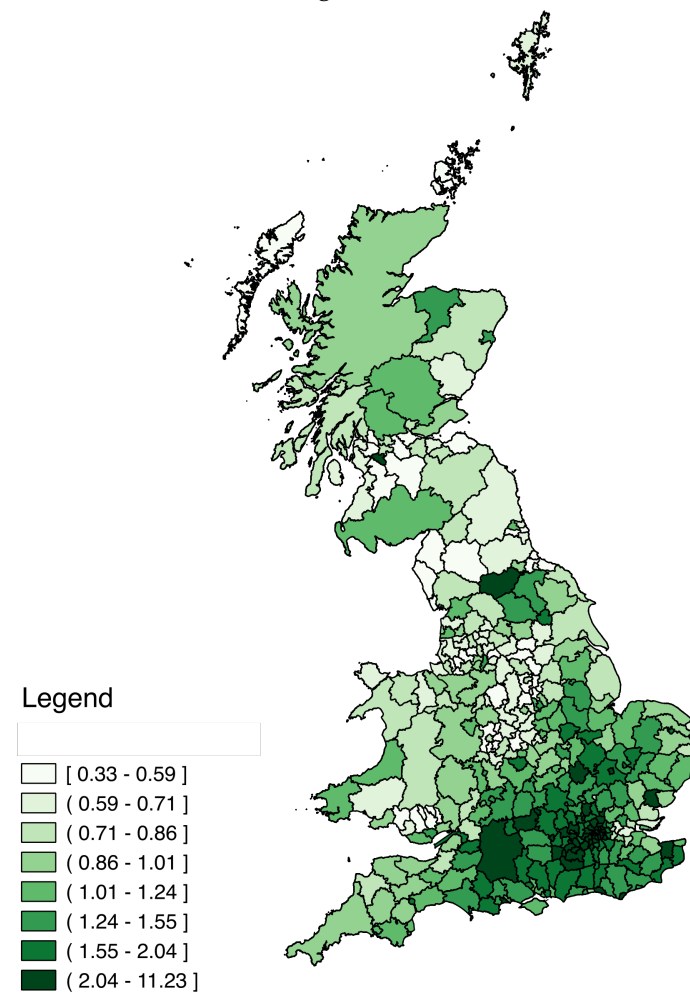 Legend
[ 0.33 - 0.59 ]
( 0.59 - 0.71 ]
( 0.71 - 0.86 ]
( 0.86 - 1.01 ]
( 1.01 - 1.24 ]
( 1.24 - 1.55 ]
( 1.55 - 2.04 ]
( 2.04 - 11.23 ]